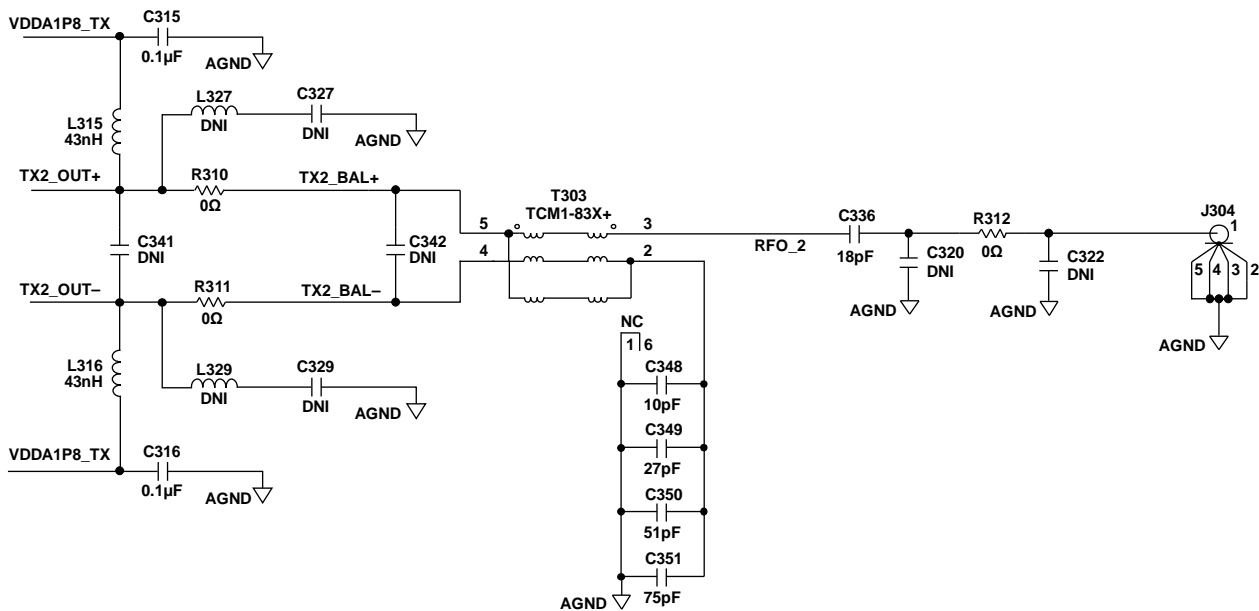 VDDA1P8_TX
C315
0.1µF
AGND
L315
43nH
L327
DNI
C327
DNI
AGND
TX2_OUT+
R310
0Ω
TX2_BAL+
C341
DNI
C342
DNI
TX2_OUT–
R311
0Ω
TX2_BAL–
L316
43nH
L329
DNI
C329
DNI
AGND
VDDA1P8_TX
C316
0.1µF
AGND
T303
TCM1-83X+
5
3
4
2
NC
1
6
C348
10pF
C349
27pF
C350
51pF
C351
75pF
AGND
RFO_2
C336
18pF
C320
DNI
AGND
R312
0Ω
C322
DNI
AGND
J304
1
5
4
3
2
AGND
12578-409